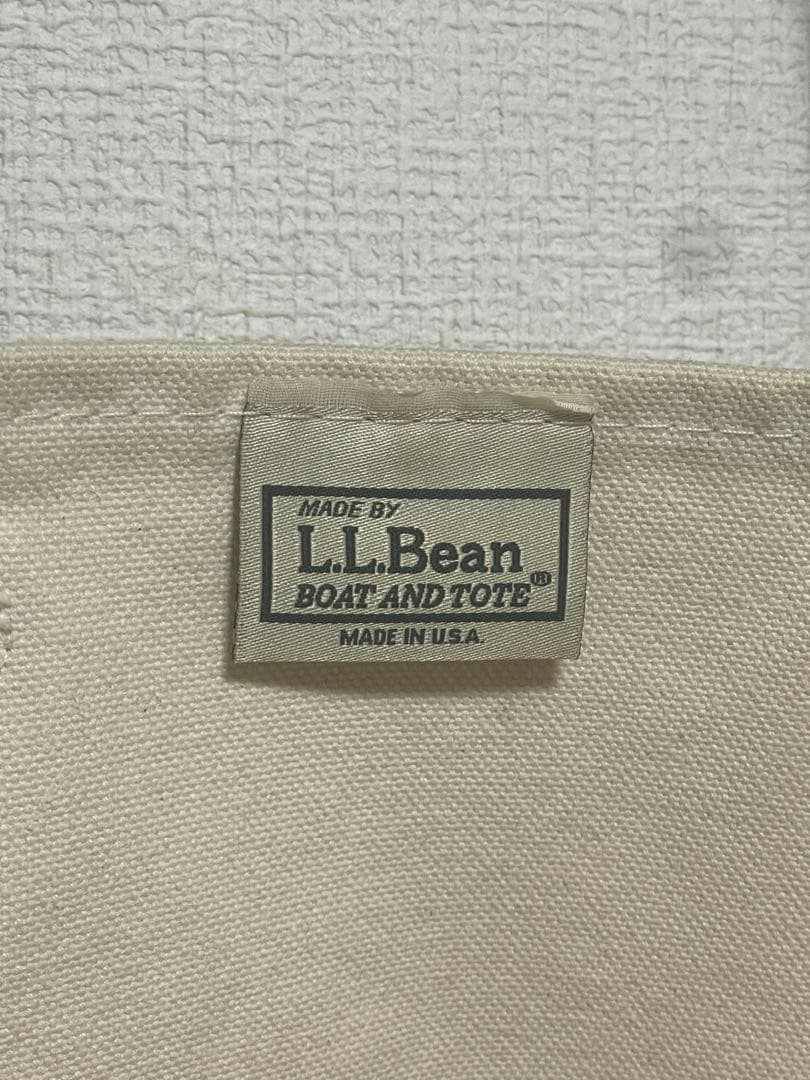 MADE BY
L.L.Bean
BOAT AND TOTE®
MADE IN U.S.A.